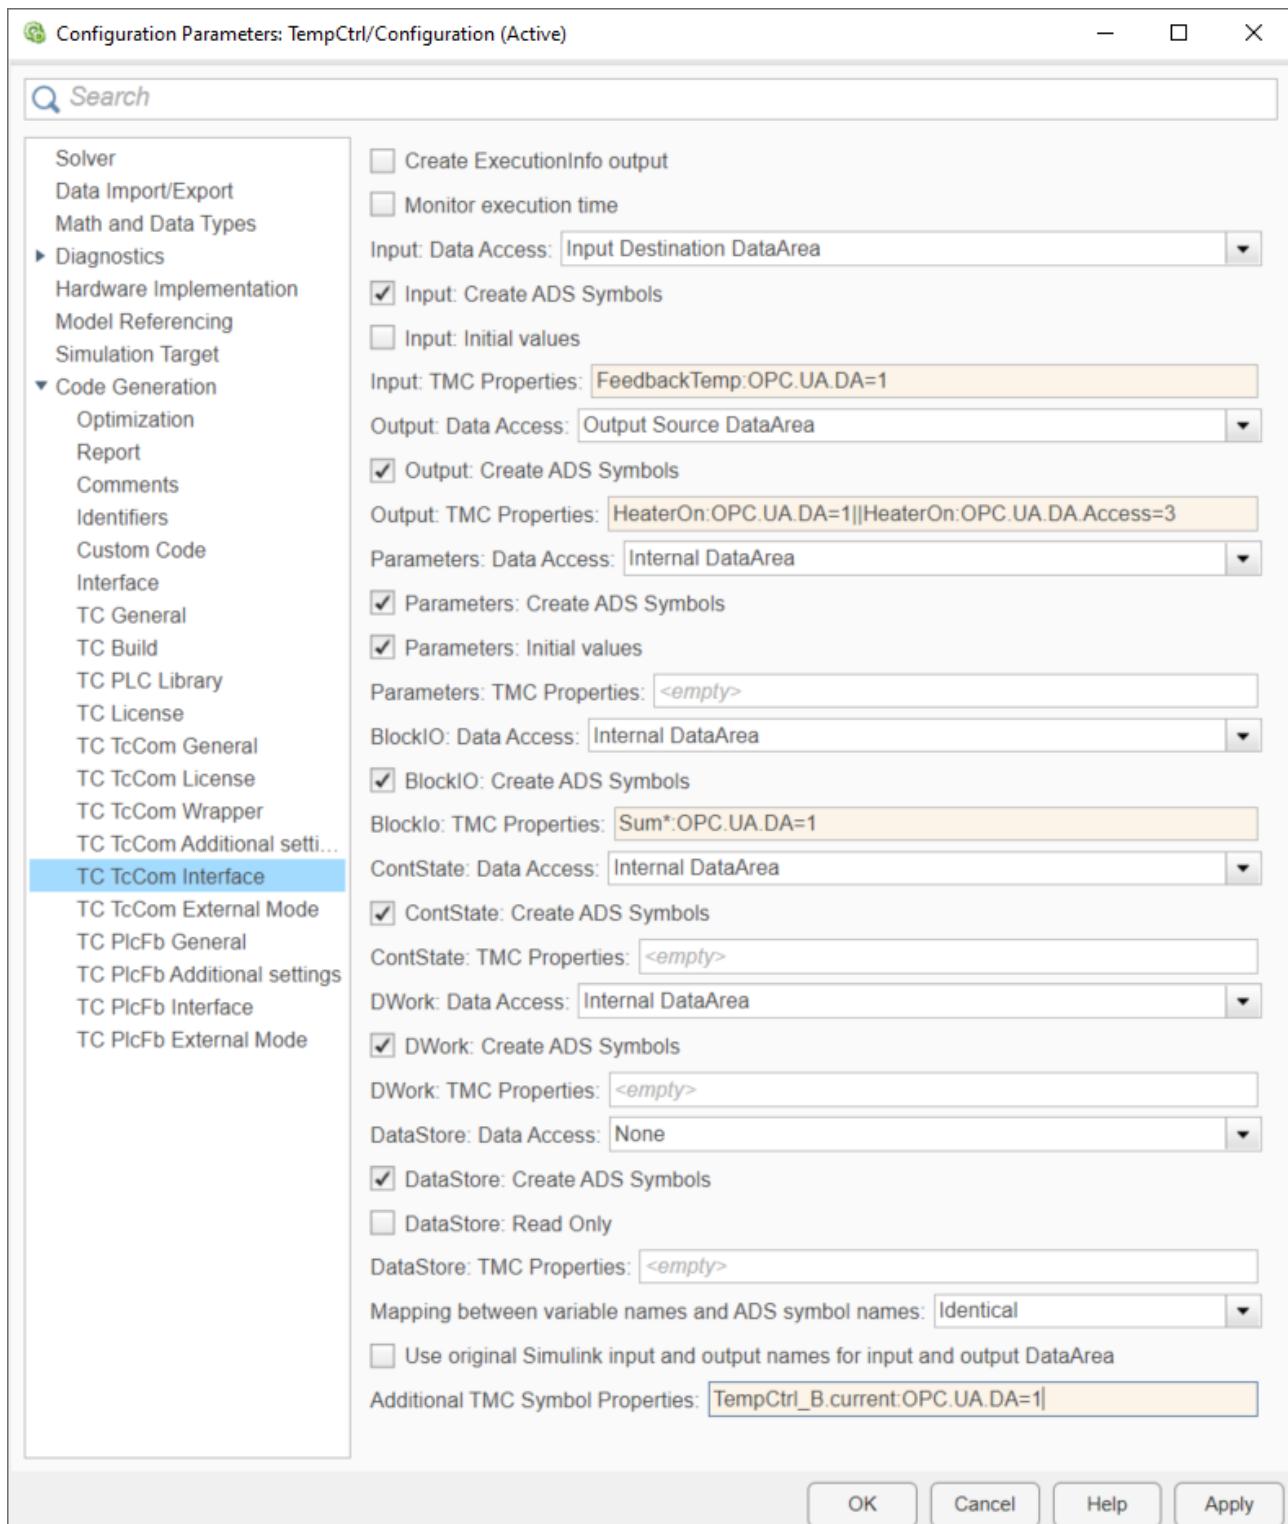 Configuration Parameters: TempCtrl/Configuration (Active)
Search
Solver
Data Import/Export
Math and Data Types
Diagnostics
Hardware Implementation
Model Referencing
Simulation Target
Code Generation
Optimization
Report
Comments
Identifiers
Custom Code
Interface
TC General
TC Build
TC PLC Library
TC License
TC TcCom General
TC TcCom License
TC TcCom Wrapper
TC TcCom Additional setti...
TC TcCom Interface
TC TcCom External Mode
TC PlcFb General
TC PlcFb Additional settings
TC PlcFb Interface
TC PlcFb External Mode
Create ExecutionInfo output
Monitor execution time
Input: Data Access: Input Destination DataArea
Input: Create ADS Symbols
Input: Initial values
Input: TMC Properties: FeedbackTemp:OPC.UA.DA=1
Output: Data Access: Output Source DataArea
Output: Create ADS Symbols
Output: TMC Properties: HeaterOn:OPC.UA.DA=1||HeaterOn:OPC.UA.DA.Access=3
Parameters: Data Access: Internal DataArea
Parameters: Create ADS Symbols
Parameters: Initial values
Parameters: TMC Properties: <empty>
BlockIO: Data Access: Internal DataArea
BlockIO: Create ADS Symbols
BlockIo: TMC Properties: Sum*:OPC.UA.DA=1
ContState: Data Access: Internal DataArea
ContState: Create ADS Symbols
ContState: TMC Properties: <empty>
DWork: Data Access: Internal DataArea
DWork: Create ADS Symbols
DWork: TMC Properties: <empty>
DataStore: Data Access: None
DataStore: Create ADS Symbols
DataStore: Read Only
DataStore: TMC Properties: <empty>
Mapping between variable names and ADS symbol names: Identical
Use original Simulink input and output names for input and output DataArea
Additional TMC Symbol Properties: TempCtrl_B.current:OPC.UA.DA=1
OK Cancel Help Apply